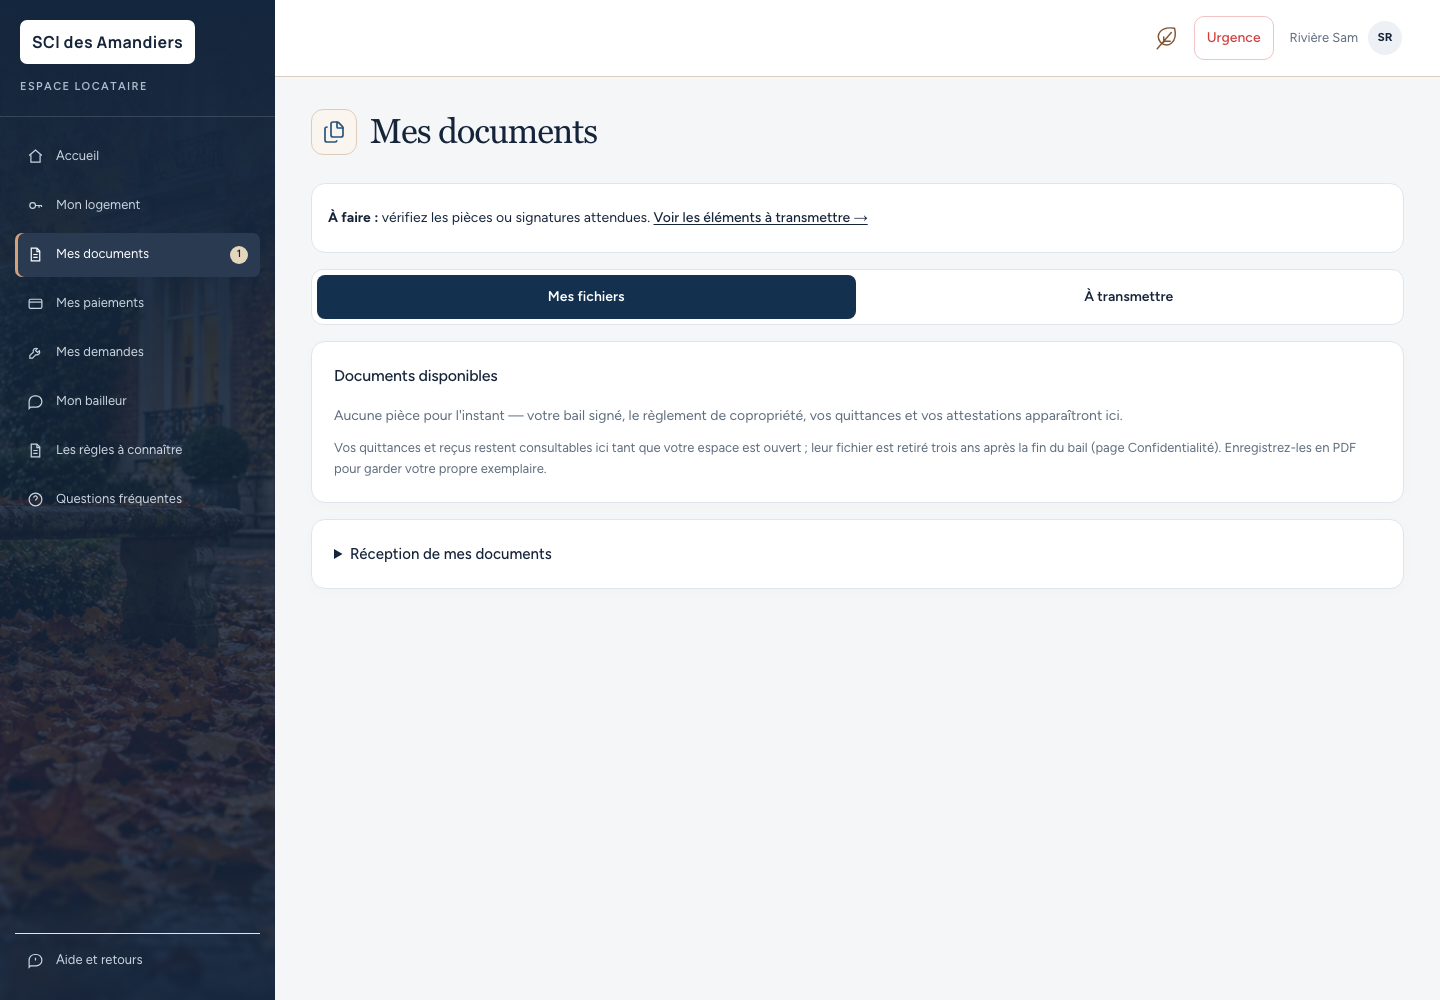 SCI des Amandiers
ESPACE LOCATAIRE
Accueil
Mon logement
Mes documents
1
Mes paiements
Mes demandes
Mon bailleur
Les règles à connaître
Questions fréquentes
Aide et retours
Urgence
Rivière Sam
SR
Mes documents
À faire : vérifiez les pièces ou signatures attendues. Voir les éléments à transmettre →
Mes fichiers
À transmettre
Documents disponibles
Aucune pièce pour l'instant — votre bail signé, le règlement de copropriété, vos quittances et vos attestations apparaîtront ici.
Vos quittances et reçus restent consultables ici tant que votre espace est ouvert ; leur fichier est retiré trois ans après la fin du bail (page Confidentialité). Enregistrez-les en PDF
pour garder votre propre exemplaire.
Réception de mes documents